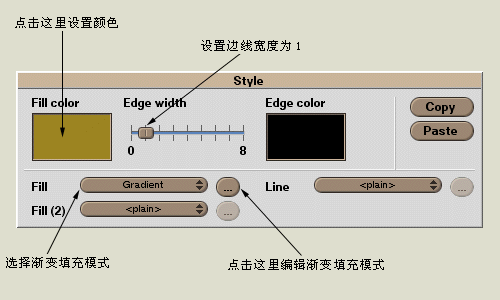 点击这里设置颜色
设置边线宽度为 1
Style
Fill color
Edge width
Edge color
Copy
Paste
0
8
Fill
Gradient
...
Line
<plain>
...
Fill (2)
<plain>
...
选择渐变填充模式
点击这里编辑渐变填充模式